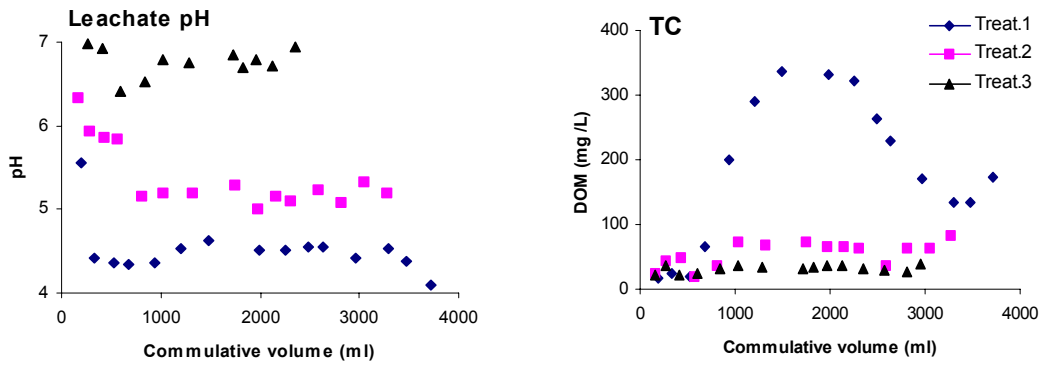 Leachate pH
7
6
5
4
pH
0
1000
2000
3000
4000
Commulative volume (ml)
TC
Treat.1
Treat.2
Treat.3
400
300
200
100
0
DOM (mg /L)
0
1000
2000
3000
4000
Commulative volume (ml)